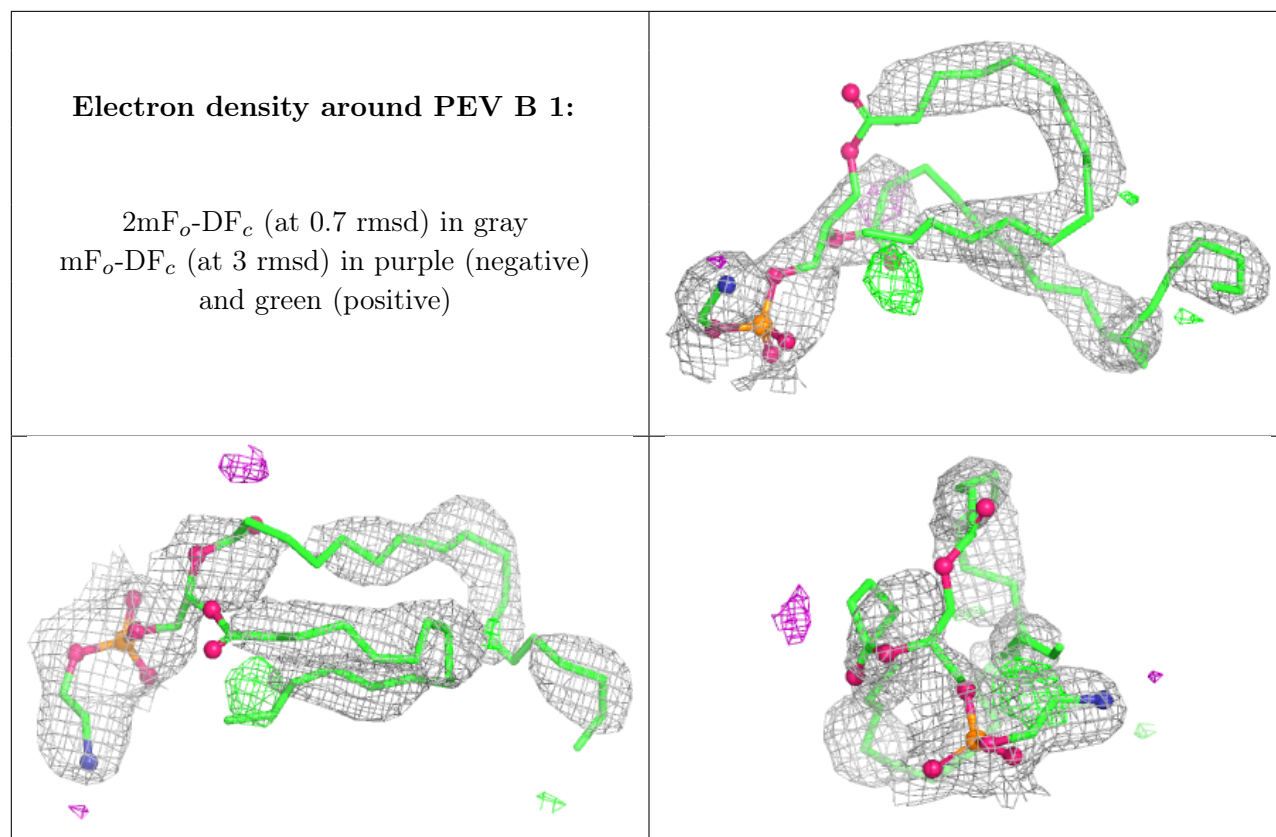 Electron density around PEV B 1:
2mFo-DFc (at 0.7 rmsd) in gray
mFo-DFc (at 3 rmsd) in purple (negative)
and green (positive)